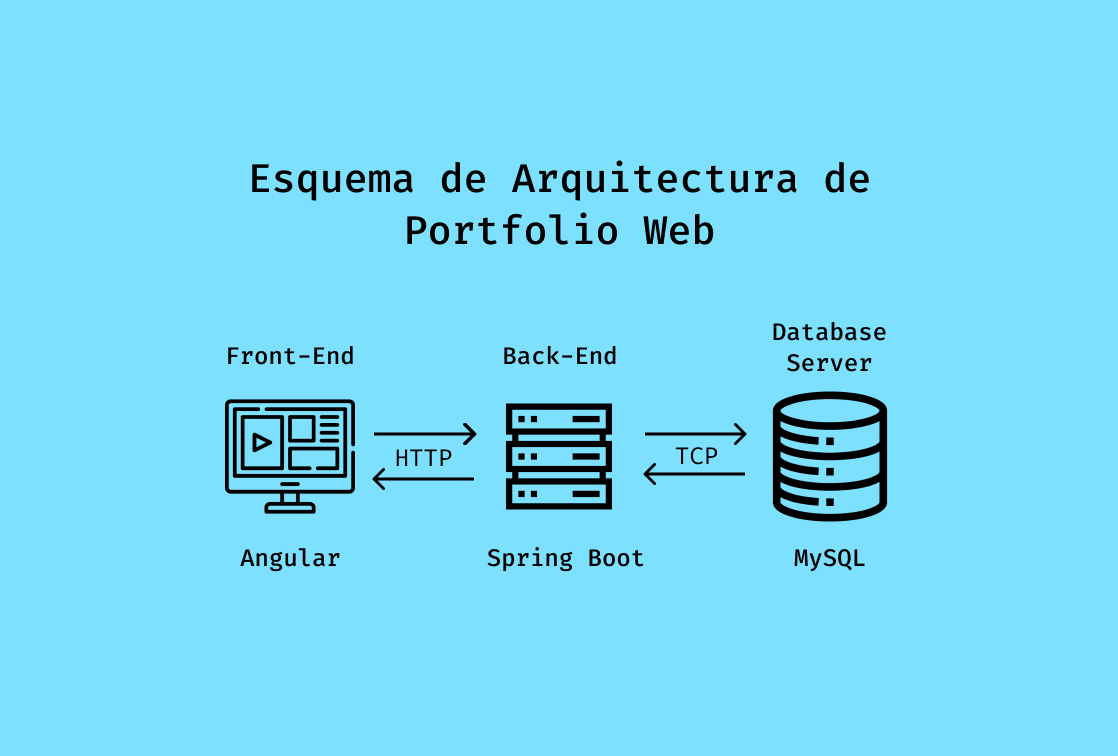 Esquema de Arquitectura de
Portfolio Web
Front-End
Back-End
Database
Server
HTTP
TCP
Angular
Spring Boot
MySQL